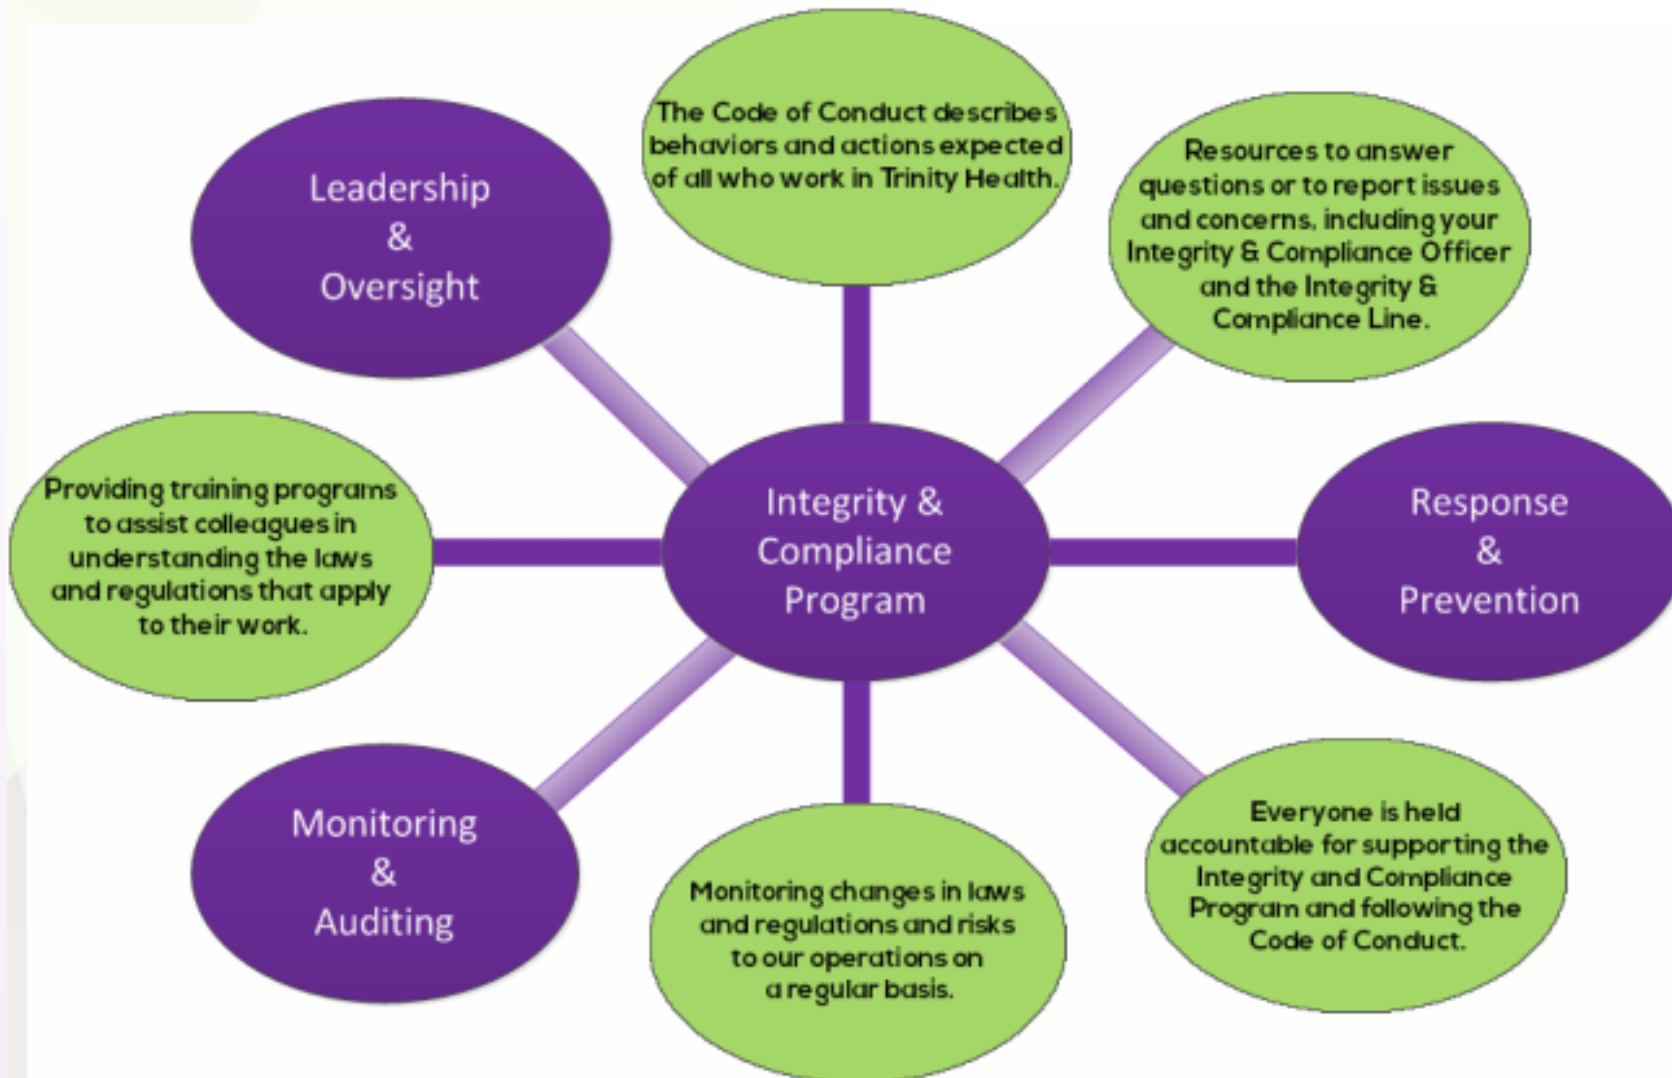 The Code of Conduct describes
behaviors and actions expected
of all who work in Trinity Health.
Leadership
&
Oversight
Resources to answer
questions or to report issues
and concerns, including your
Integrity & Compliance Officer
and the Integrity &
Compliance Line.
Providing training programs
to assist colleagues in
understanding the laws
and regulations that apply
to their work.
Integrity &
Compliance
Program
Response
&
Prevention
Monitoring
&
Auditing
Monitoring changes in laws
and regulations and risks
to our operations on
a regular basis.
Everyone is held
accountable for supporting the
Integrity and Compliance
Program and following the
Code of Conduct.